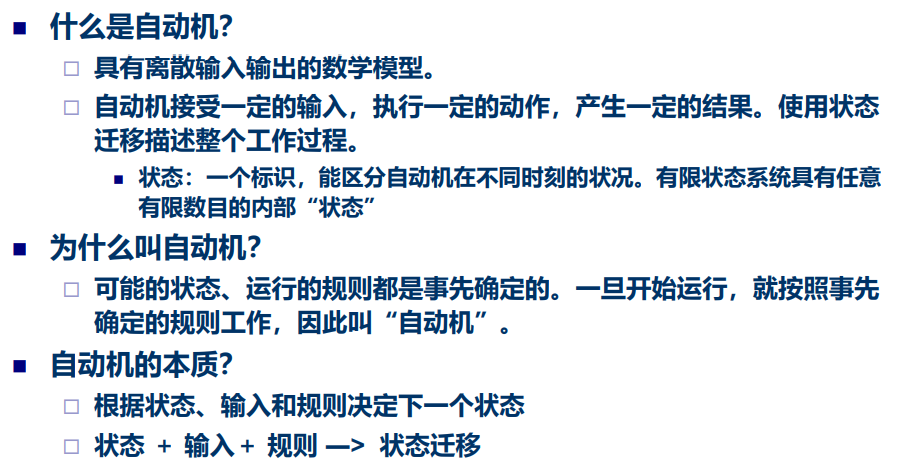 什么是自动机？
具有离散输入输出的数学模型。
自动机接受一定的输入，执行一定的动作，产生一定的结果。使用状态
迁移描述整个工作过程。
状态：一个标识，能区分自动机在不同时刻的状况。有限状态系统具有任意
有限数目的内部“状态”
为什么叫自动机？
可能的状态、运行的规则都是事先确定的。一旦开始运行，就按照事先
确定的规则工作，因此叫“自动机”。
自动机的本质？
根据状态、输入和规则决定下一个状态
状态 + 输入 + 规则 —> 状态迁移